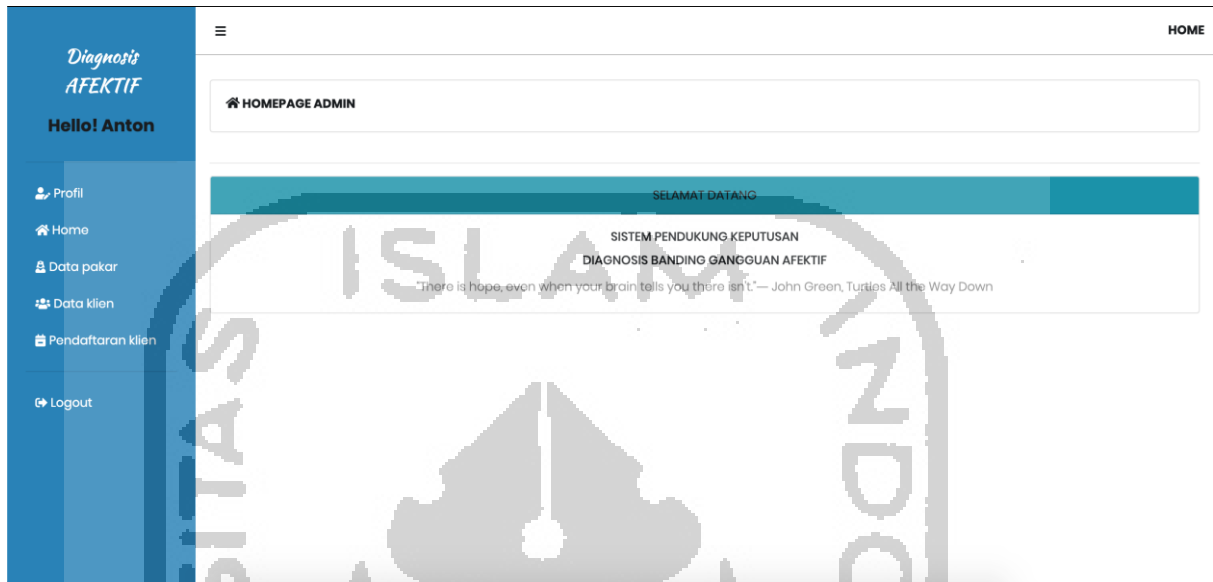 Diagnosis
AFEKTIF
Hello! Anton
Profil
Home
Data pakar
Data klien
Pendaftaran klien
Logout
HOME
HOMEPAGE ADMIN
SELAMAT DATANG
SISTEM PENDUKUNG KEPUTUSAN
DIAGNOSIS BANDING GANGGUAN AFEKTIF
"There is hope, even when your brain tells you there isn't."— John Green, Turtles All the Way Down
ISLAM